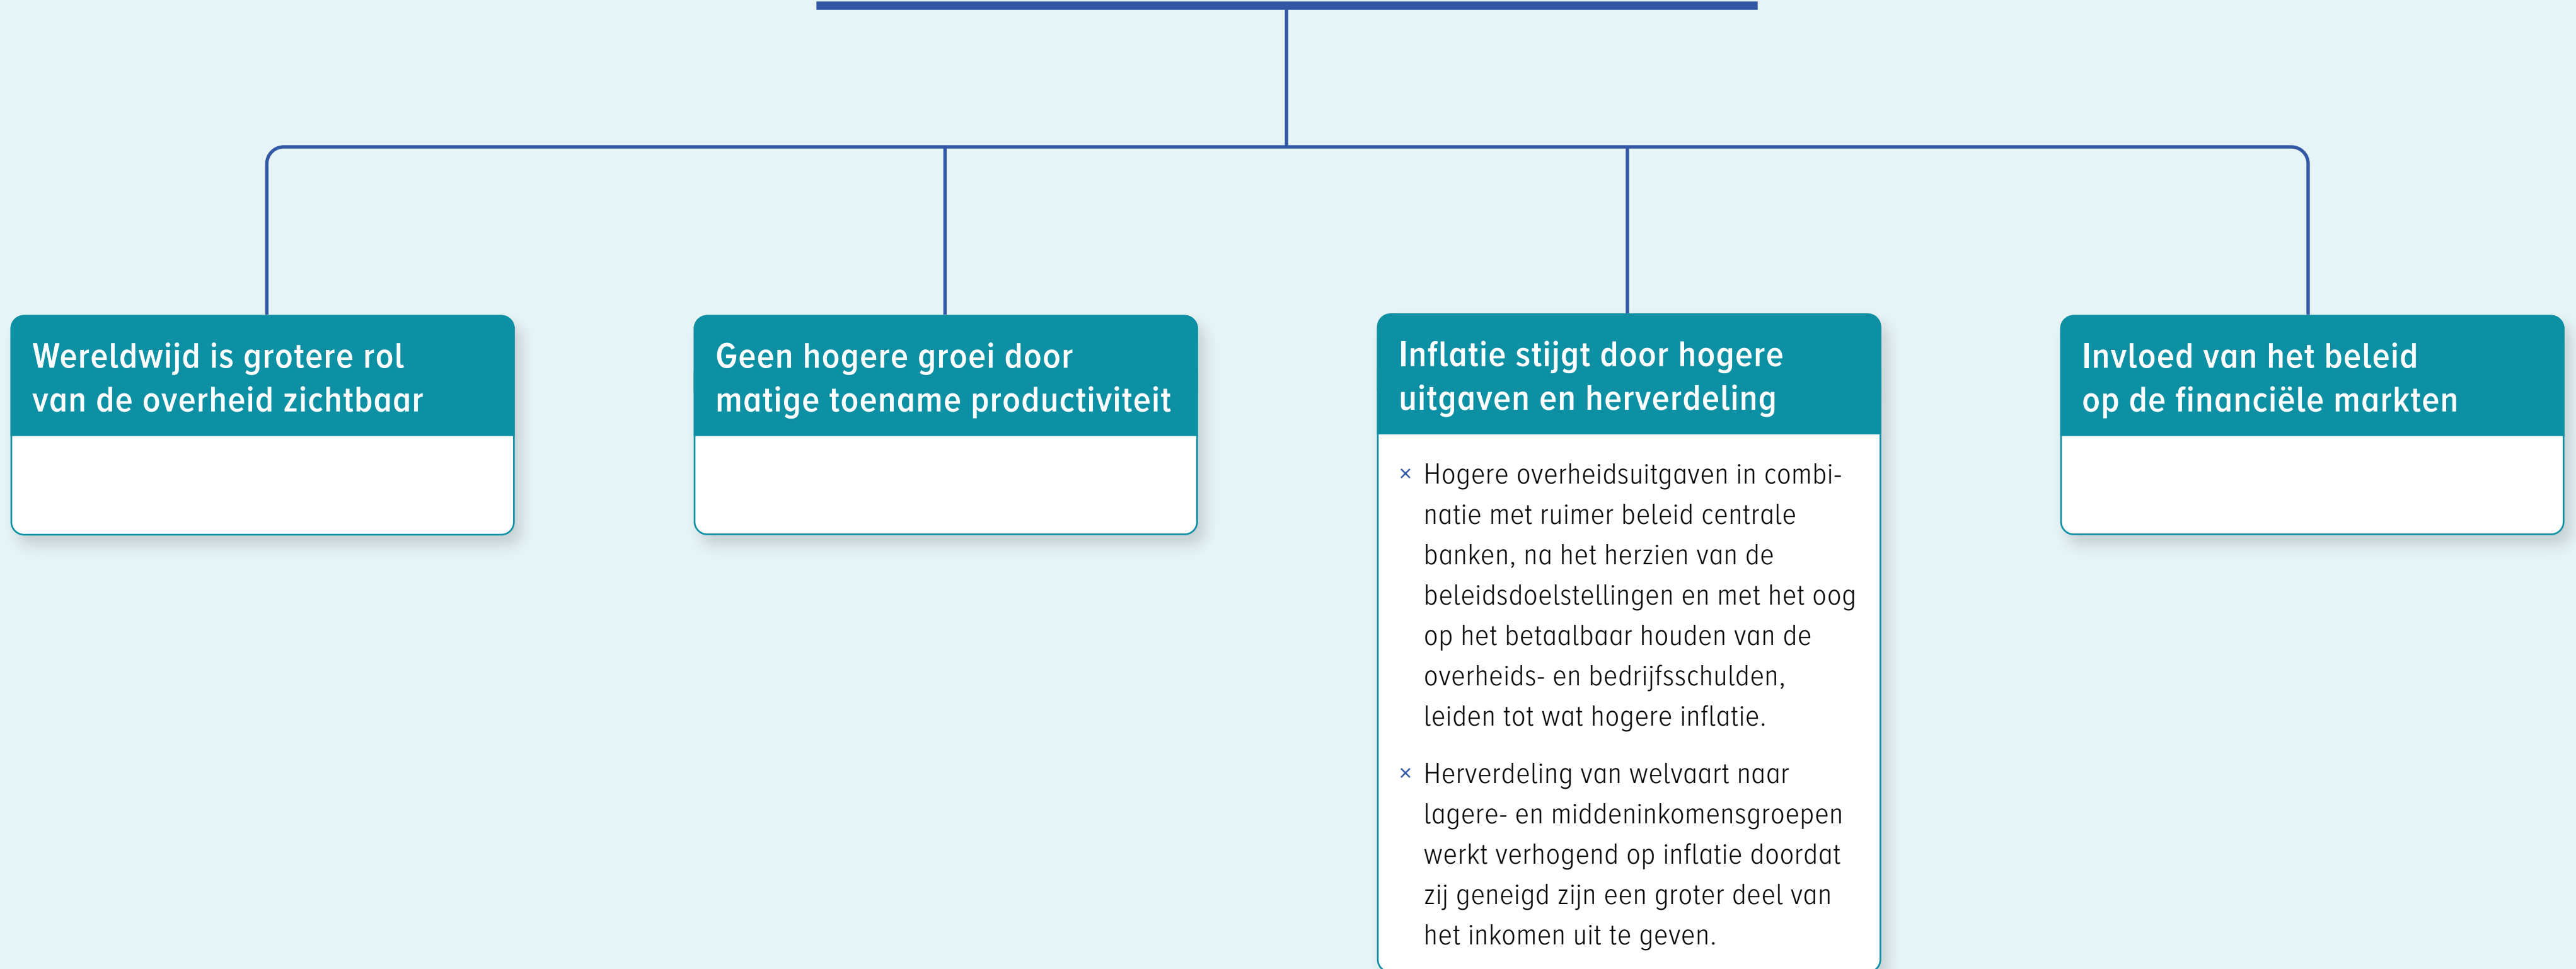 Wereldwijd is grotere rol
van de overheid zichtbaar
Geen hogere groei door
matige toename productiviteit
Inflatie stijgt door hogere
uitgaven en herverdeling
× Hogere overheidsuitgaven in combi-
natie met ruimer beleid centrale
banken, na het herzien van de
beleidsdoelstellingen en met het oog
op het betaalbaar houden van de
overheids- en bedrijfsschulden,
leiden tot wat hogere inflatie.
× Herverdeling van welvaart naar
lagere- en middeninkomensgroepen
werkt verhogend op inflatie doordat
zij geneigd zijn een groter deel van
het inkomen uit te geven.
Invloed van het beleid
op de financiële markten